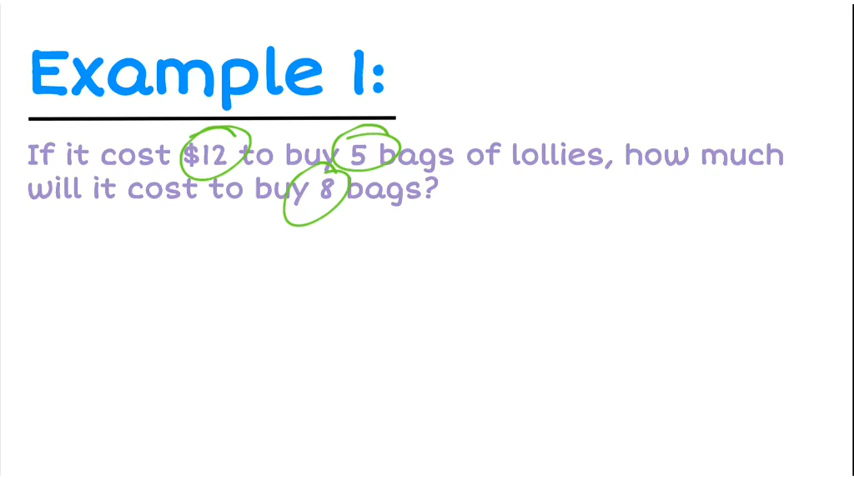 Example 1:
If it cost $12 to buy 5 bags of lollies, how much
will it cost to buy 8 bags?